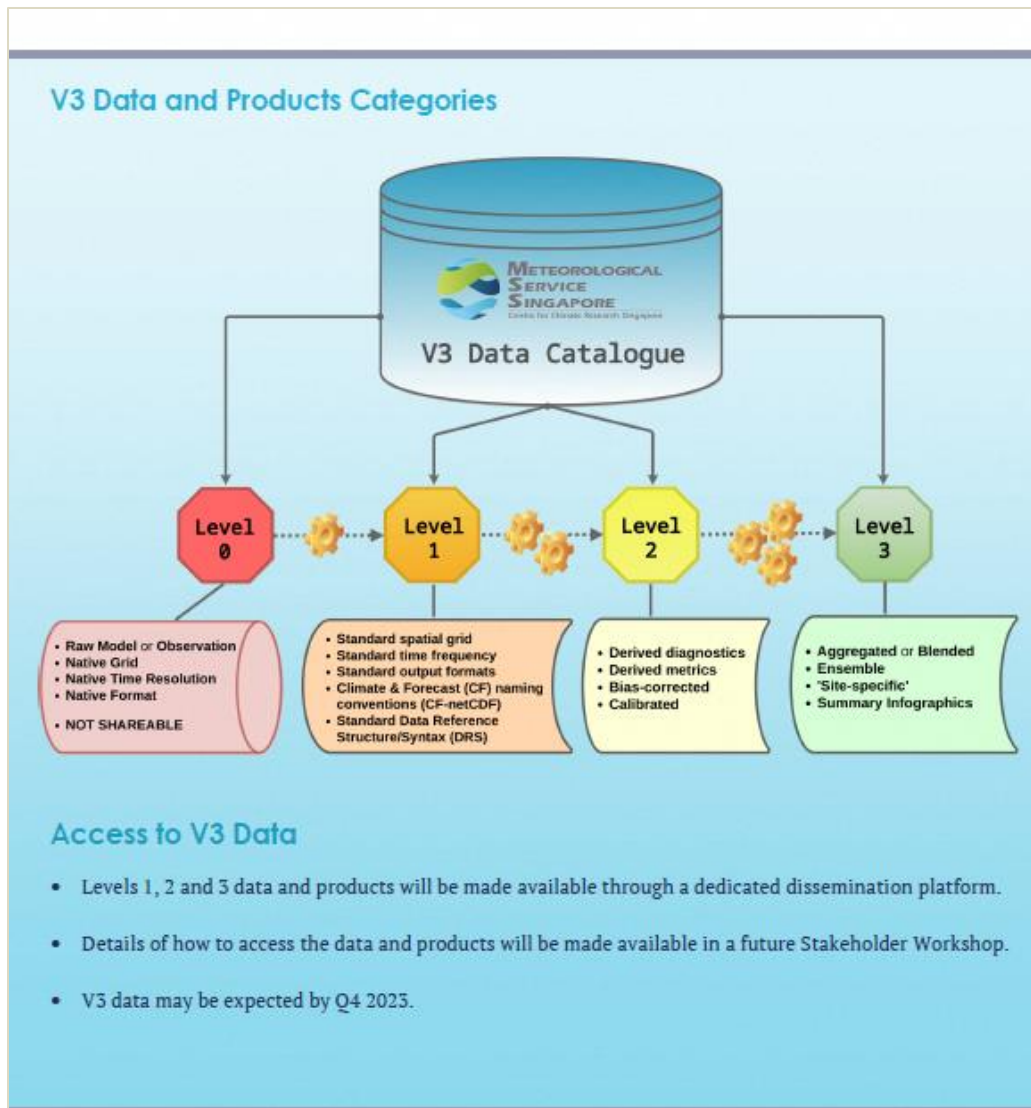 V3 Data and Products Categories
METEOROLOGICAL
SERVICE
SINGAPORE
Centre for Climate Research Singapore
V3 Data Catalogue
Level
0
Level
1
Level
2
Level
3
• Raw Model or Observation
• Native Grid
• Native Time Resolution
• Native Format
• NOT SHAREABLE
• Standard spatial grid
• Standard time frequency
• Standard output formats
• Climate & Forecast (CF) naming
conventions (CF-netCDF)
• Standard Data Reference
Structure/Syntax (DRS)
• Derived diagnostics
• Derived metrics
• Bias-corrected
• Calibrated
• Aggregated or Blended
• Ensemble
• 'Site-specific'
• Summary Infographics
Access to V3 Data
• Levels 1, 2 and 3 data and products will be made available through a dedicated dissemination platform.
• Details of how to access the data and products will be made available in a future Stakeholder Workshop.
• V3 data may be expected by Q4 2023.